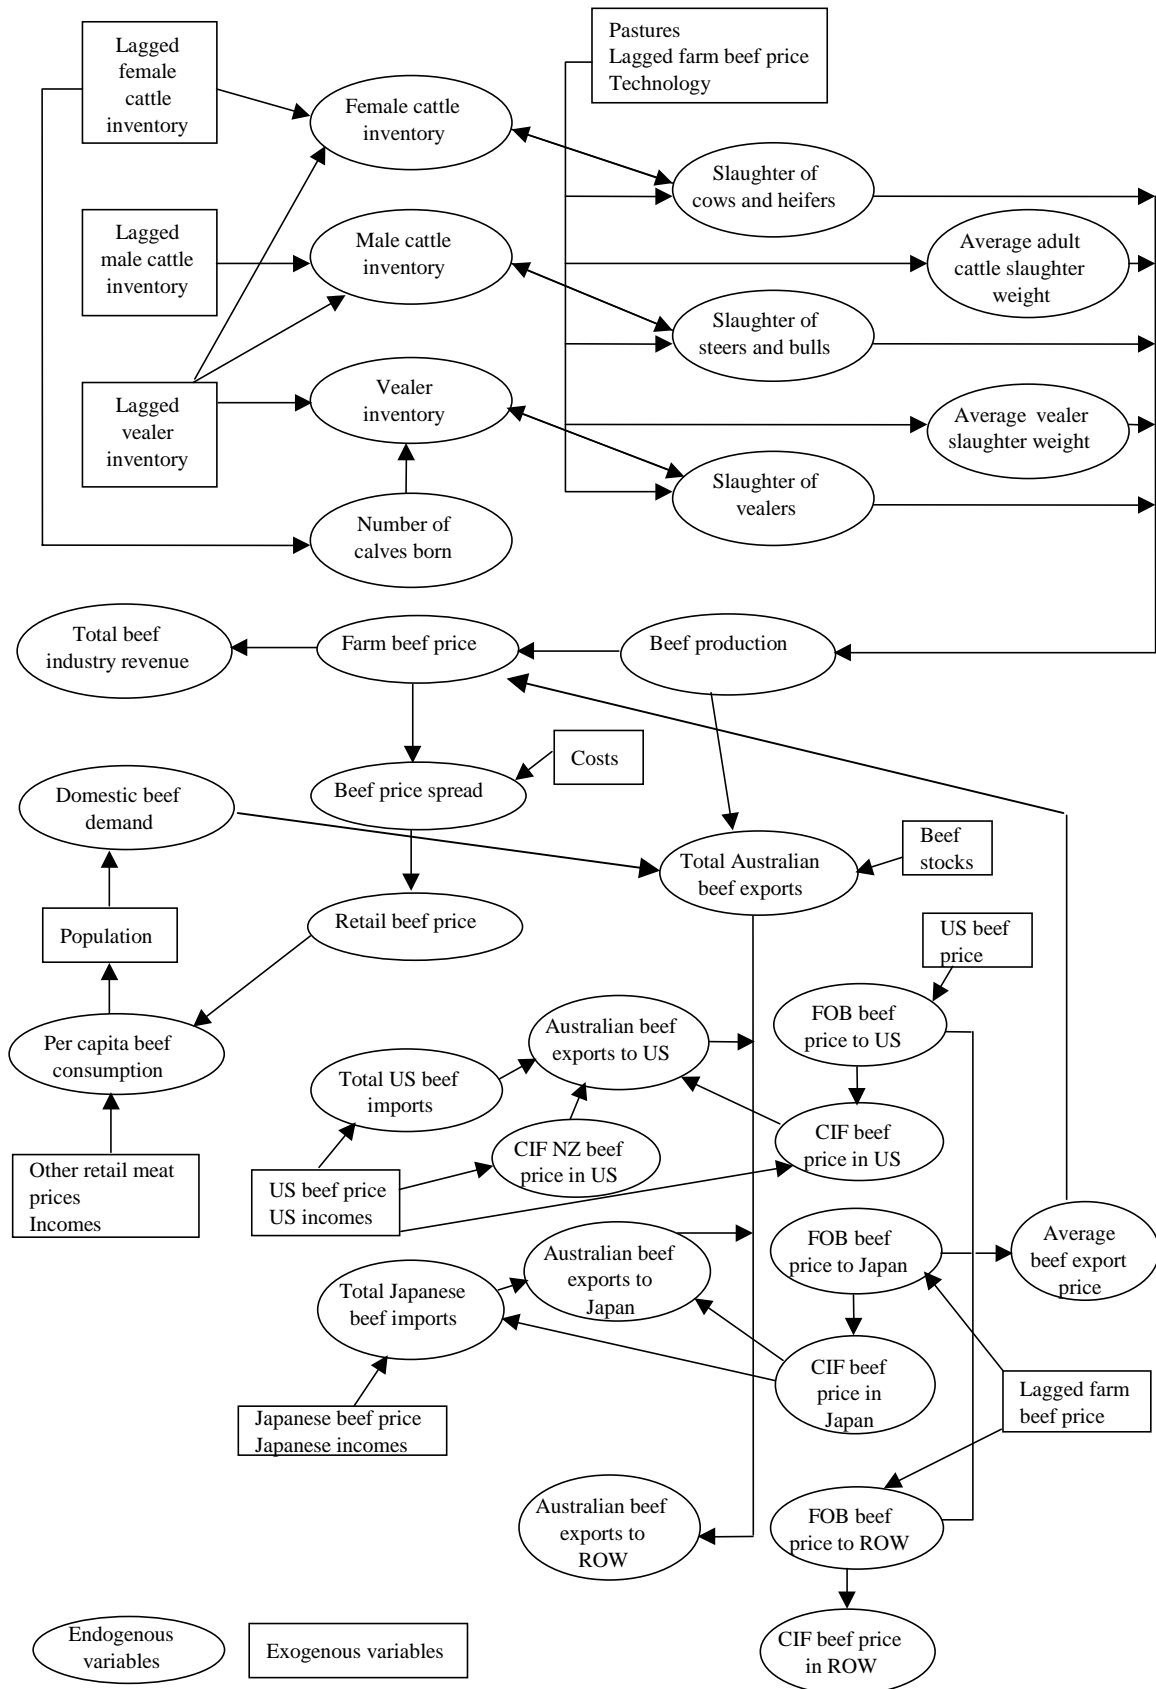 Lagged
female
cattle
inventory
Pastures
Lagged farm beef price
Technology
Female cattle
inventory
Slaughter of
cows and heifers
Lagged
male cattle
inventory
Male cattle
inventory
Average adult
cattle slaughter
weight
Slaughter of
steers and bulls
Lagged
vealer
inventory
Vealer
inventory
Average vealer
slaughter weight
Slaughter of
vealers
Number of
calves born
Total beef
industry revenue
Farm beef price
Beef production
Costs
Domestic beef
demand
Beef price spread
Total Australian
beef exports
Beef
stocks
Population
Retail beef price
US beef
price
Per capita beef
consumption
Australian beef
exports to US
FOB beef
price to US
Total US beef
imports
CIF NZ beef
price in US
CIF beef
price in US
Other retail meat
prices
Incomes
US beef price
US incomes
Australian beef
exports to
Japan
FOB beef
price to Japan
Average
beef export
price
Total Japanese
beef imports
CIF beef
price in
Japan
Lagged farm
beef price
Japanese beef price
Japanese incomes
Australian beef
exports to
ROW
FOB beef
price to ROW
CIF beef price
in ROW
Endogenous
variables
Exogenous variables